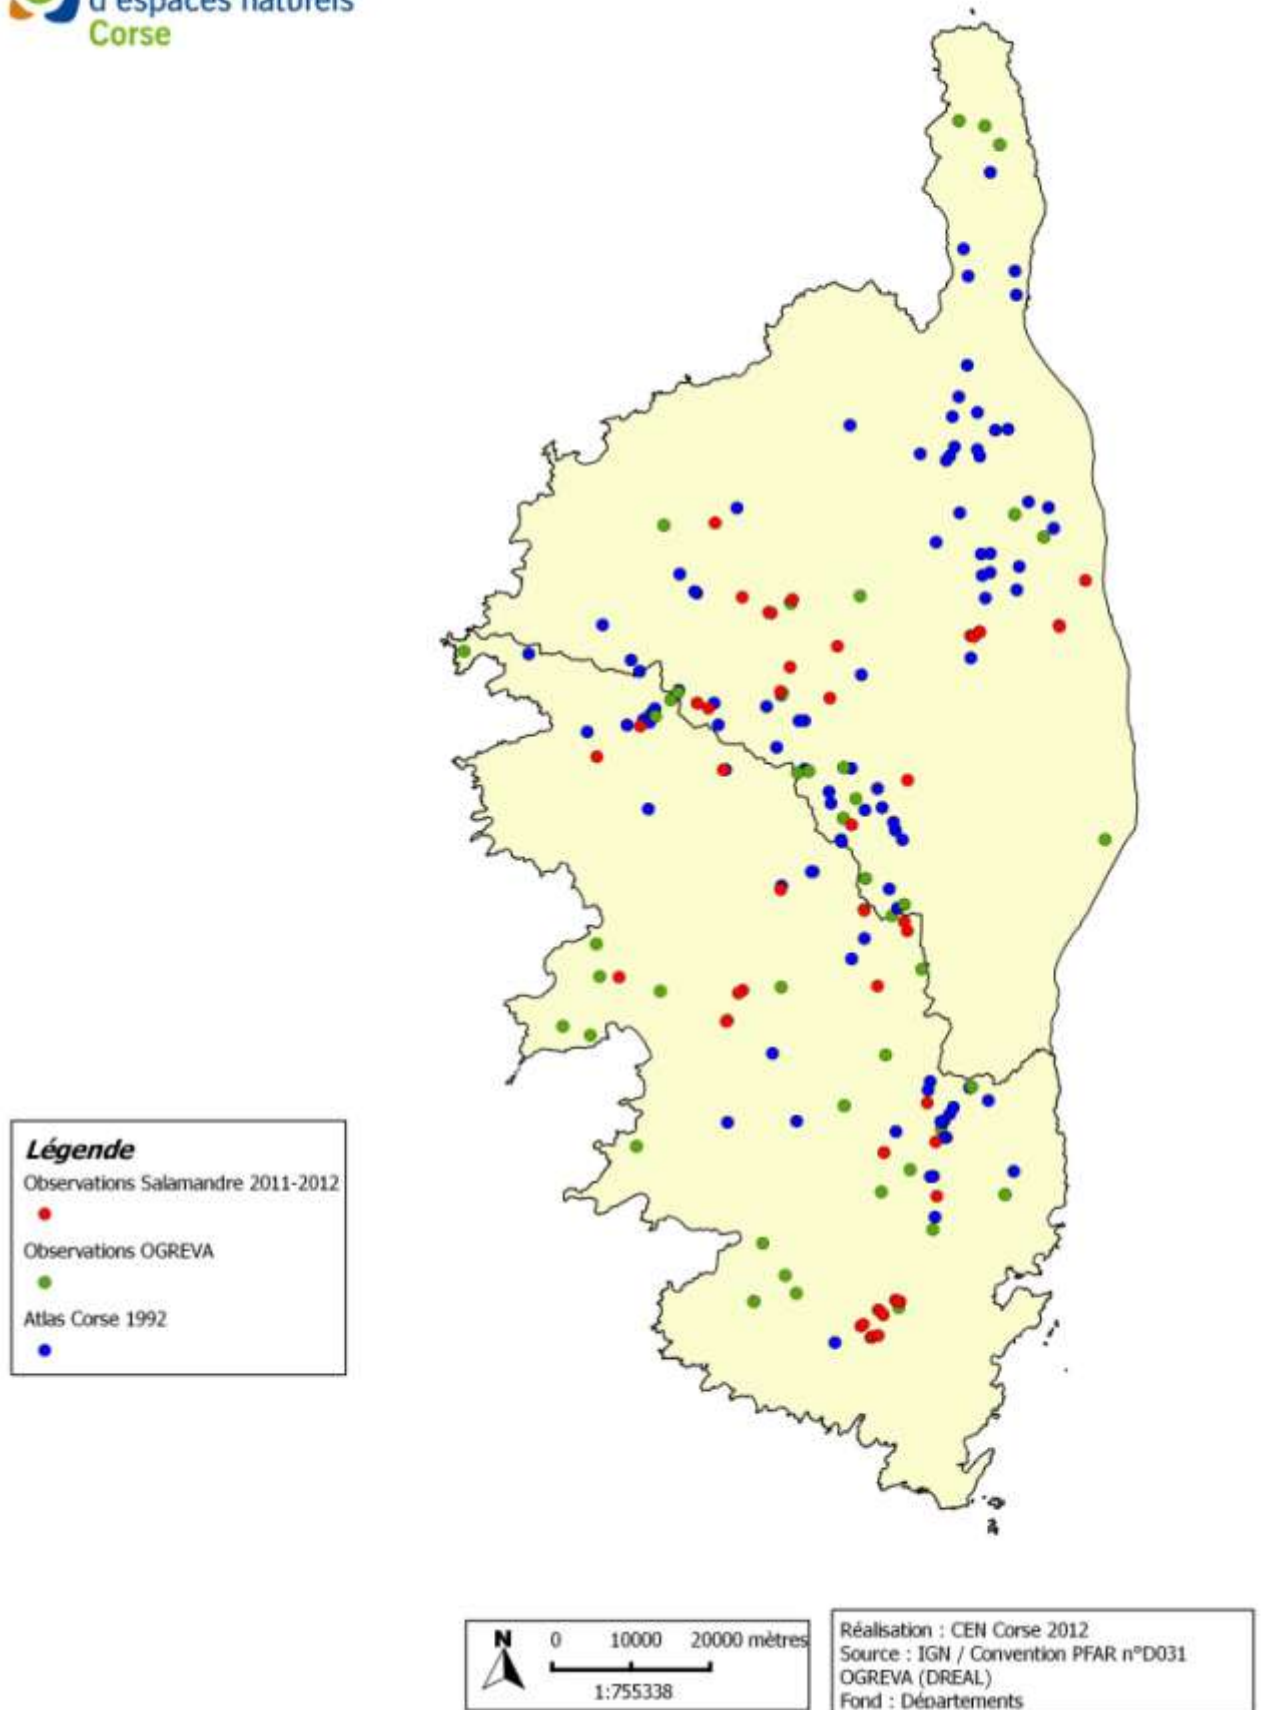 d'espaces naturels
Corse
Légende
Observations Salamandre 2011-2012
Observations OGREVA
Atlas Corse 1992
N
0 10000 20000 mètres
1:755338
Réalisation : CEN Corse 2012
Source : IGN / Convention PFAR n°D031
OGREVA (DREAL)
Fond : Départements